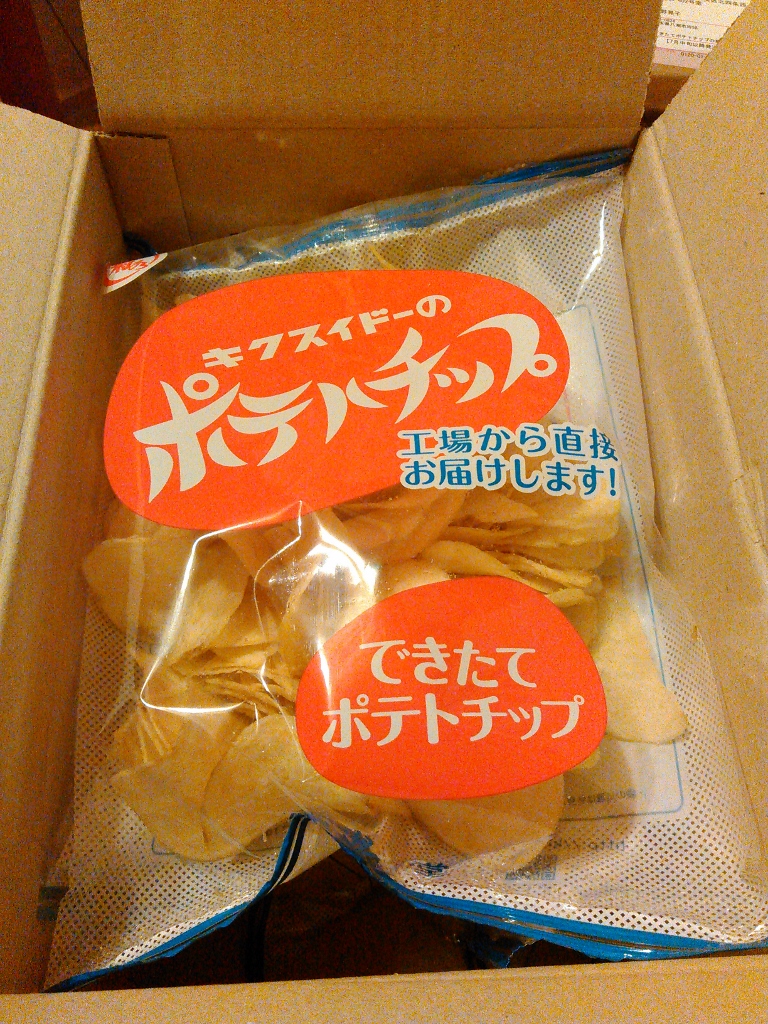 キクスイドーの
ポテトチップ
工場から直接
お届けします!
できたて
ポテトチップ